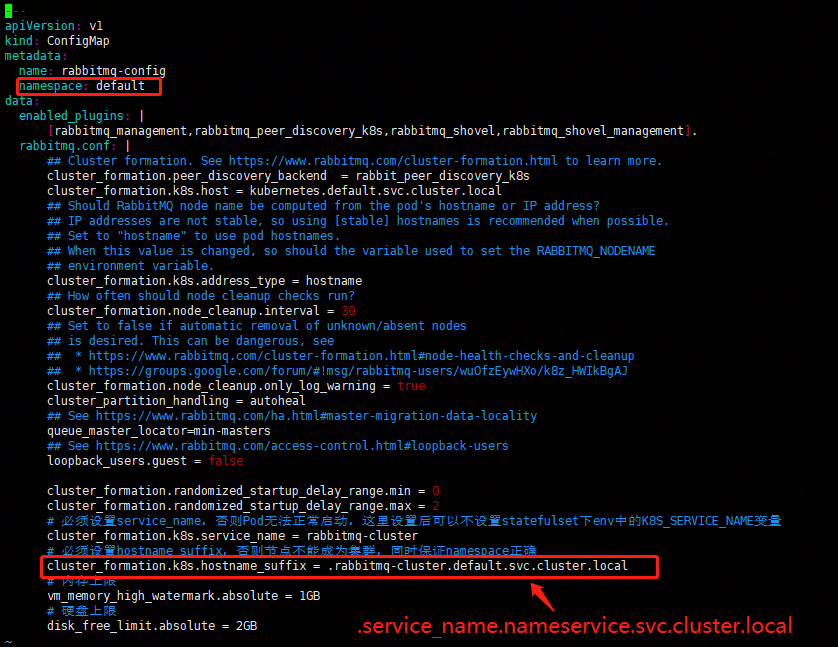 ---
apiVersion: v1
kind: ConfigMap
metadata:
  name: rabbitmq-config
  namespace: default
data:
  enabled_plugins: |
      [rabbitmq_management,rabbitmq_peer_discovery_k8s,rabbitmq_shovel,rabbitmq_shovel_management].
  rabbitmq.conf: |
      ## Cluster formation. See https://www.rabbitmq.com/cluster-formation.html to learn more.
      cluster_formation.peer_discovery_backend  = rabbit_peer_discovery_k8s
      cluster_formation.k8s.host = kubernetes.default.svc.cluster.local
      ## Should RabbitMQ node name be computed from the pod's hostname or IP address?
      ## IP addresses are not stable, so using [stable] hostnames is recommended when possible.
      ## Set to "hostname" to use pod hostnames.
      ## When this value is changed, so should the variable used to set the RABBITMQ_NODENAME
      ## environment variable.
      cluster_formation.k8s.address_type = hostname
      ## How often should node cleanup checks run?
      cluster_formation.node_cleanup.interval = 30
      ## Set to false if automatic removal of unknown/absent nodes
      ## is desired. This can be dangerous, see
      ##  * https://www.rabbitmq.com/cluster-formation.html#node-health-checks-and-cleanup
      ##  * https://groups.google.com/forum/#!msg/rabbitmq-users/wuOfzEywHXo/k8z_HWIkBgAJ
      cluster_formation.node_cleanup.only_log_warning = true
      cluster_partition_handling = autoheal
      ## See https://www.rabbitmq.com/ha.html#master-migration-data-locality
      queue_master_locator=min-masters
      ## See https://www.rabbitmq.com/access-control.html#loopback-users
      loopback_users.guest = false
      cluster_formation.randomized_startup_delay_range.min = 0
      cluster_formation.randomized_startup_delay_range.max = 2
      # 必须设置service_name，否则Pod无法正常启动，这里设置后可以不设置statefulset下env中的K8S_SERVICE_NAME变量
      cluster_formation.k8s.service_name = rabbitmq-cluster
      # 必须设置hostname_suffix，否则节点不能成为集群，同时保证namespace正确
      cluster_formation.k8s.hostname_suffix = .rabbitmq-cluster.default.svc.cluster.local
      # 内存上限
      vm_memory_high_watermark.absolute = 1GB
      # 硬盘上限
      disk_free_limit.absolute = 2GB
.service_name.nameservice.svc.cluster.local
~